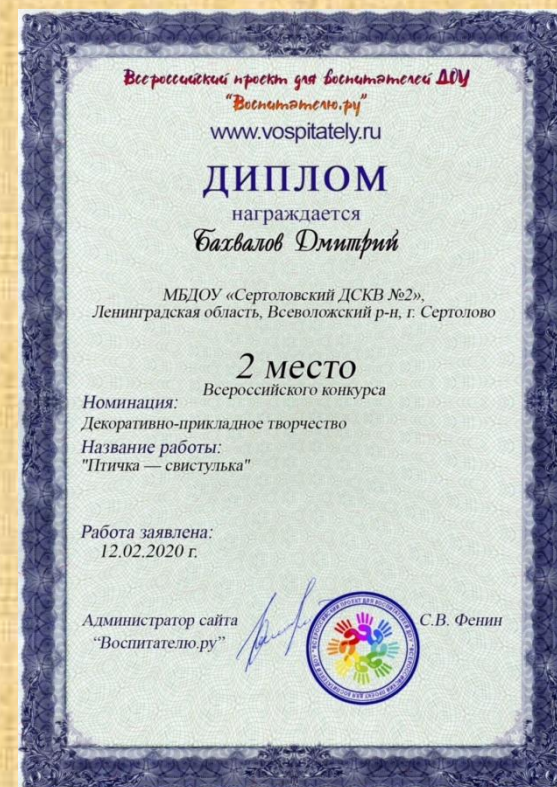 Всероссийский проект для воспитателей ДОУ
"Воспитателю.ру"
www.vospitately.ru
ДИПЛОМ
награждается
Бахвалов Дмитрий
МБДОУ «Сертоловский ДСКВ №2»,
Ленинградская область, Всеволожский р-н, г. Сертолово
2 место
Всероссийского конкурса
Номинация:
Декоративно-прикладное творчество
Название работы:
"Птичка — свистулька"
Работа заявлена:
12.02.2020 г.
Администратор сайта
“Воспитателю.ру”
С.В. Фенин